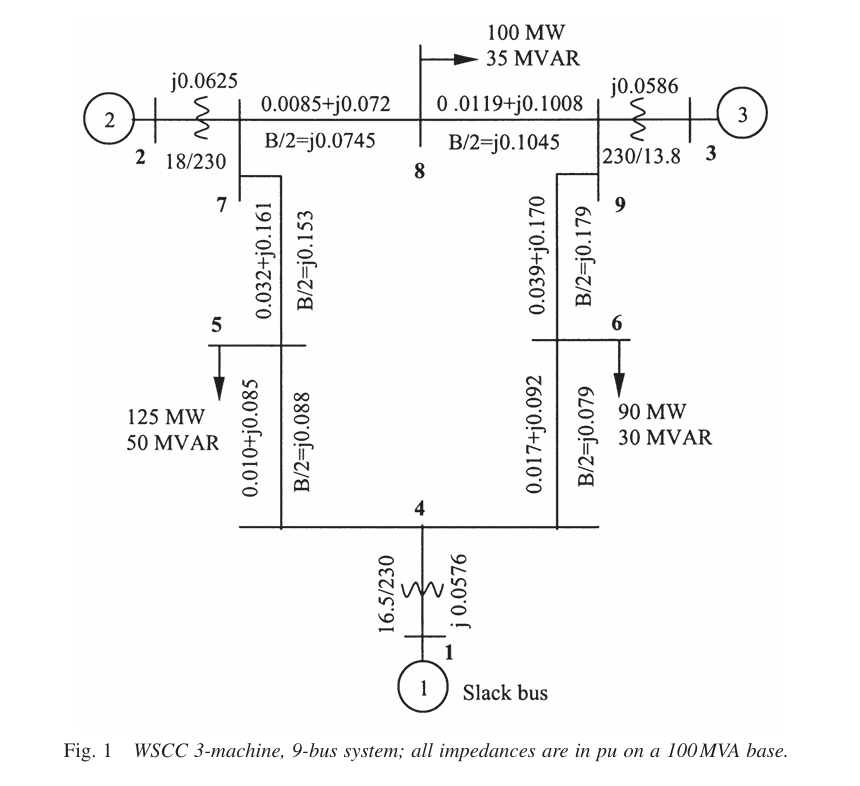 100 MW
35 MVAR
j0.0625
0.0085+j0.072
0 .0119+j0.1008
j0.0586
2
3
2
18/230
B/2=j0.0745
8
B/2=j0.1045
230/13.8
3
7
9
0.032+j0.161
B/2=j0.153
0.039+j0.170
B/2=j0.179
5
6
125 MW
50 MVAR
0.010+j0.085
B/2=j0.088
0.017+j0.092
B/2=j0.079
90 MW
30 MVAR
4
16.5/230
j 0.0576
1
1
Slack bus
Fig. 1 WSCC 3-machine, 9-bus system; all impedances are in pu on a 100 MVA base.